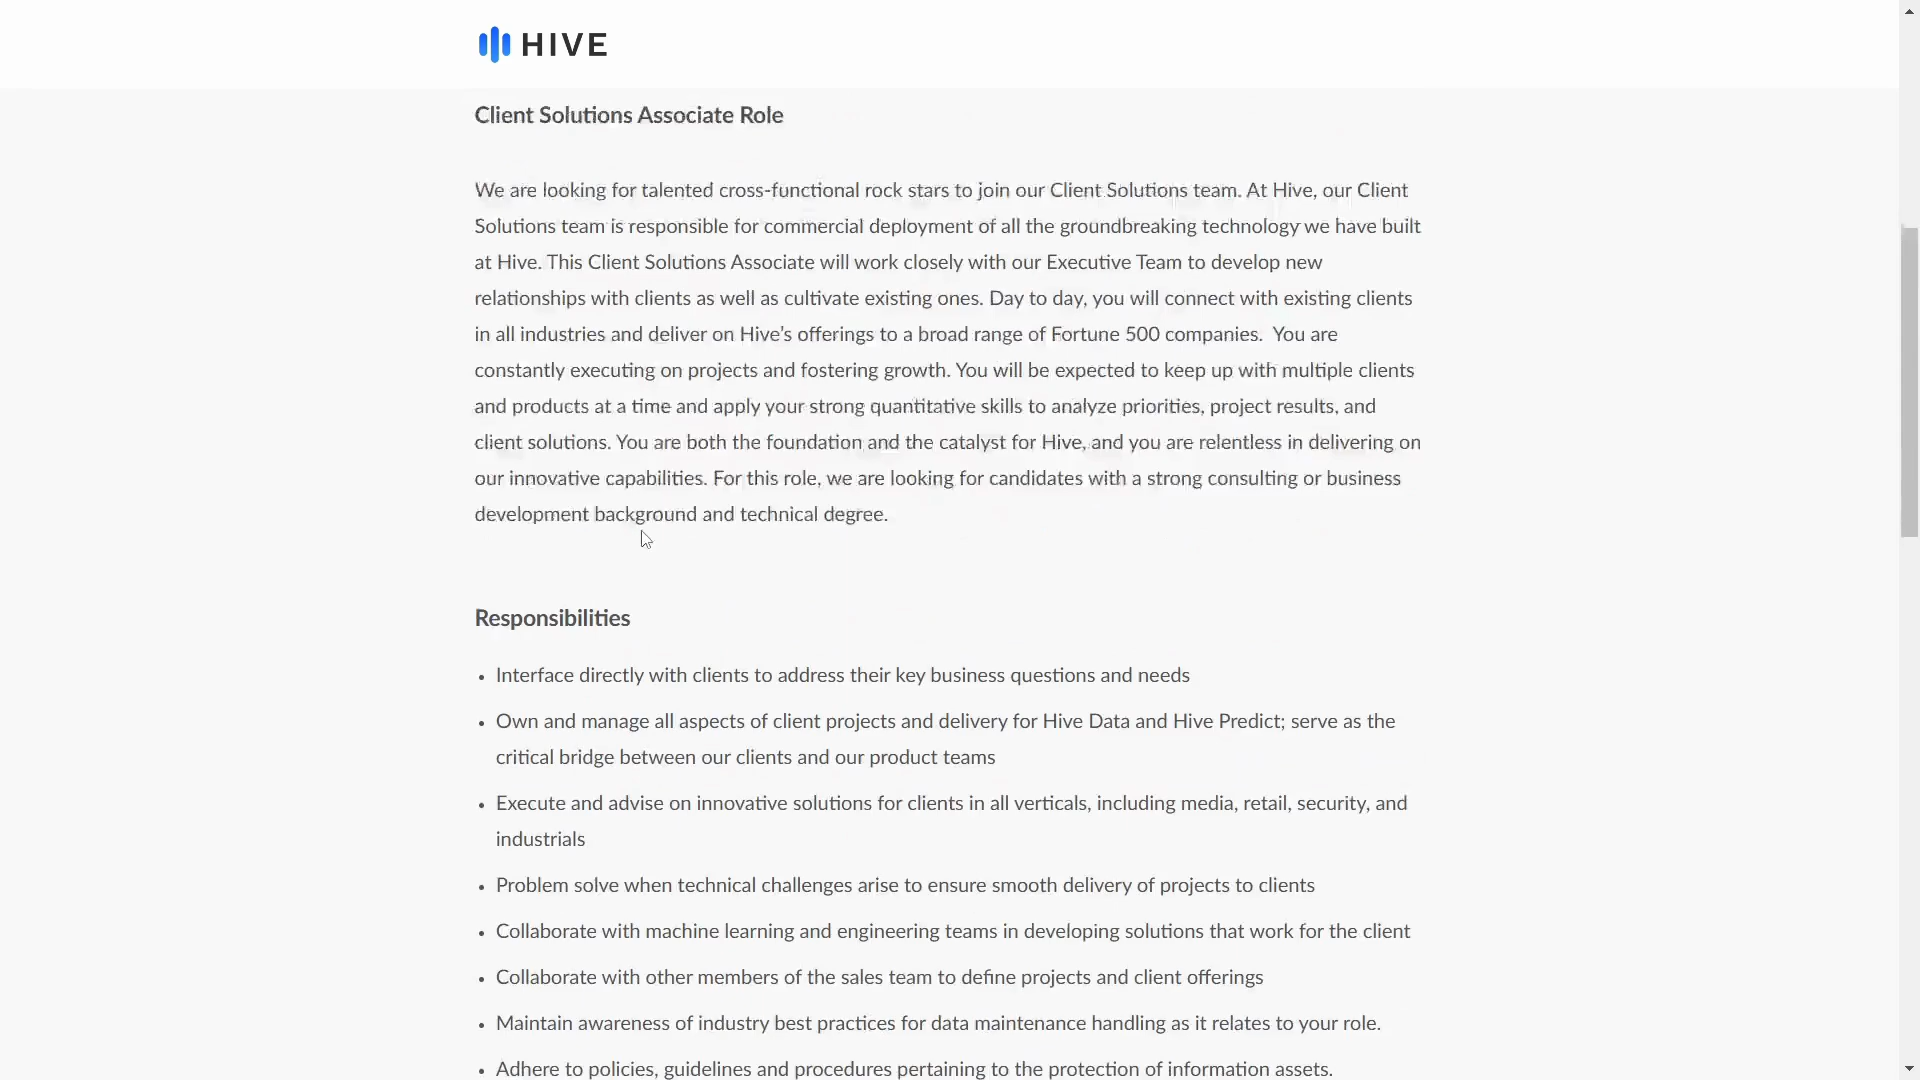 HIVE
Client Solutions Associate Role
We are looking for talented cross-functional rock stars to join our Client Solutions team. At Hive, our Client
Solutions team is responsible for commercial deployment of all the groundbreaking technology we have built
at Hive. This Client Solutions Associate will work closely with our Executive Team to develop new
relationships with clients as well as cultivate existing ones. Day to day, you will connect with existing clients
in all industries and deliver on Hive’s offerings to a broad range of Fortune 500 companies.  You are
constantly executing on projects and fostering growth. You will be expected to keep up with multiple clients
and products at a time and apply your strong quantitative skills to analyze priorities, project results, and
client solutions. You are both the foundation and the catalyst for Hive, and you are relentless in delivering on
our innovative capabilities. For this role, we are looking for candidates with a strong consulting or business
development background and technical degree.
Responsibilities
• Interface directly with clients to address their key business questions and needs
• Own and manage all aspects of client projects and delivery for Hive Data and Hive Predict; serve as the
critical bridge between our clients and our product teams
• Execute and advise on innovative solutions for clients in all verticals, including media, retail, security, and
industrials
• Problem solve when technical challenges arise to ensure smooth delivery of projects to clients
• Collaborate with machine learning and engineering teams in developing solutions that work for the client
• Collaborate with other members of the sales team to define projects and client offerings
• Maintain awareness of industry best practices for data maintenance handling as it relates to your role.
• Adhere to policies, guidelines and procedures pertaining to the protection of information assets.